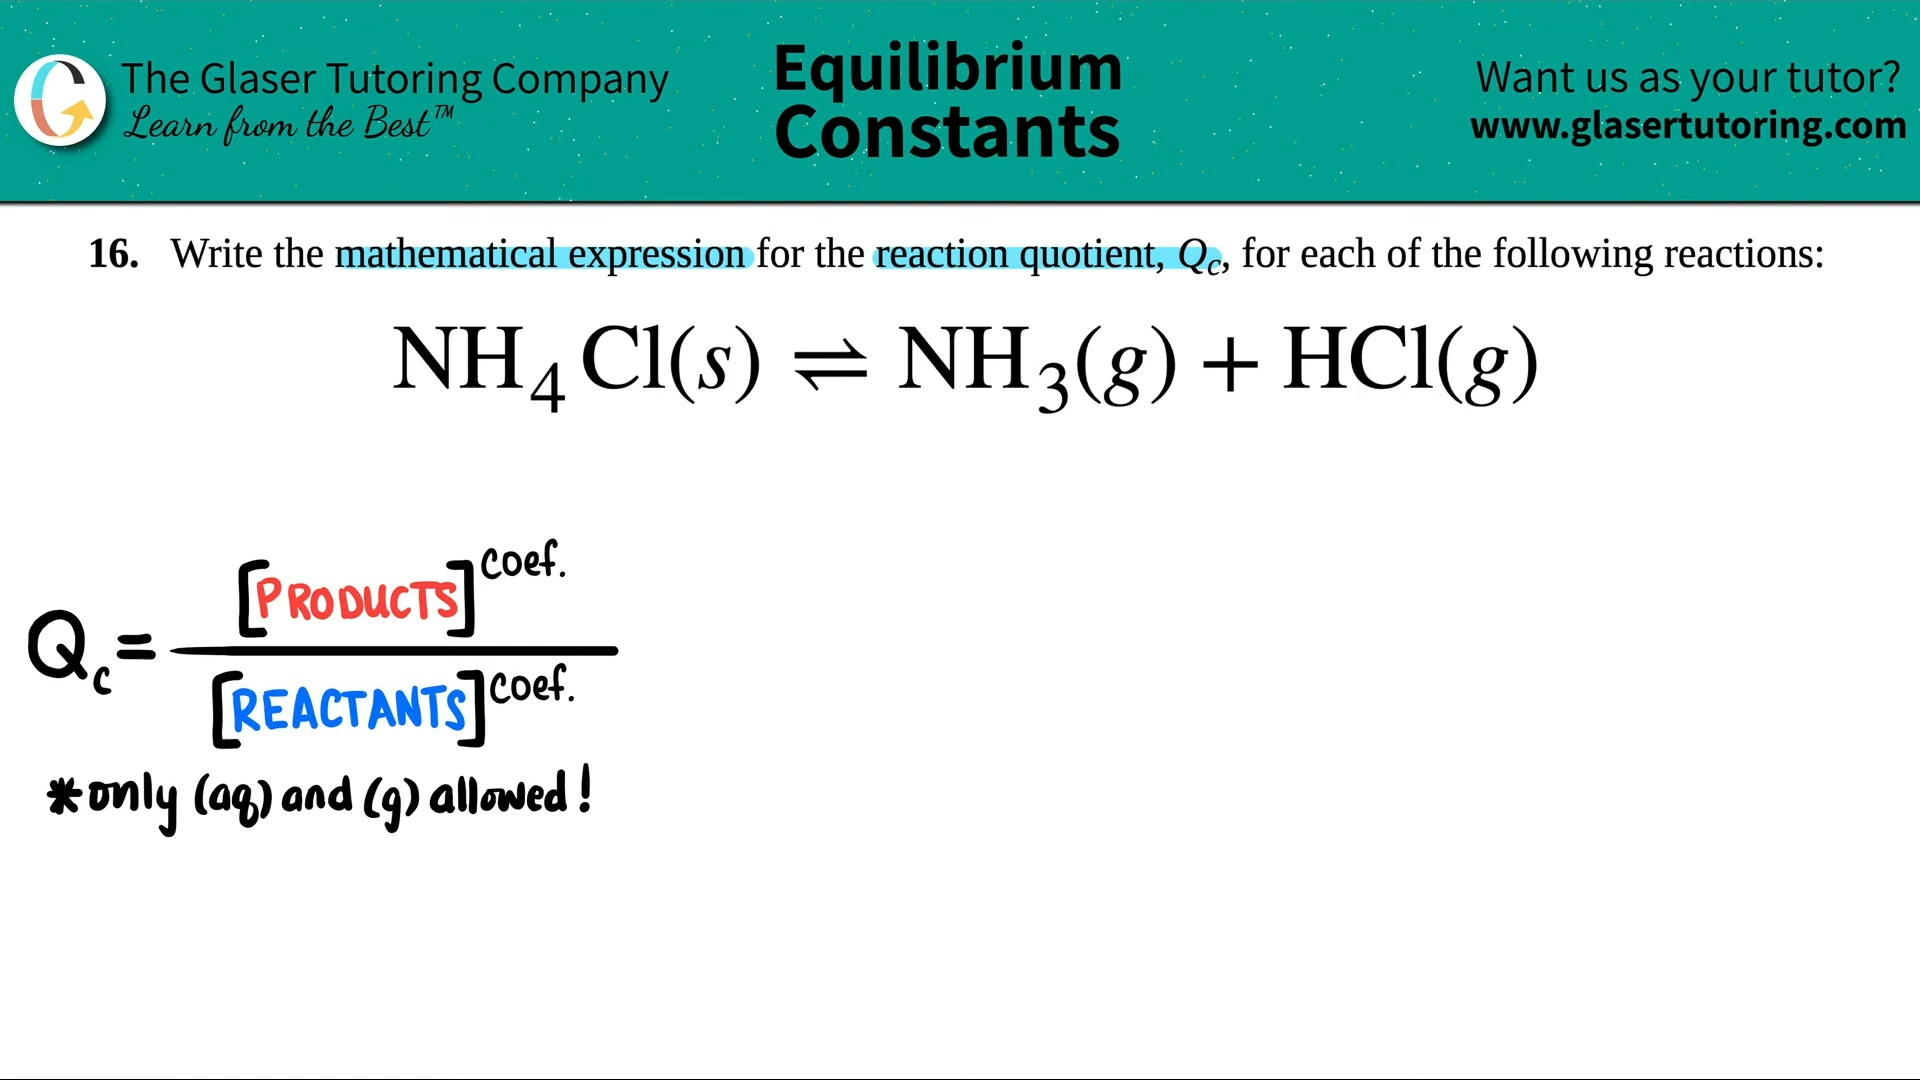 The Glaser Tutoring Company
Learn from the Best™
Equilibrium
Constants
Want us as your tutor?
www.glasertutoring.com
16. Write the mathematical expression for the reaction quotient, Qc, for each of the following reactions:
NH₄Cl(s) ⇌ NH₃(g) + HCl(g)
[PRODUCTS]^coef.
Qc =
[REACTANTS]^coef.
*only (aq) and (g) allowed!